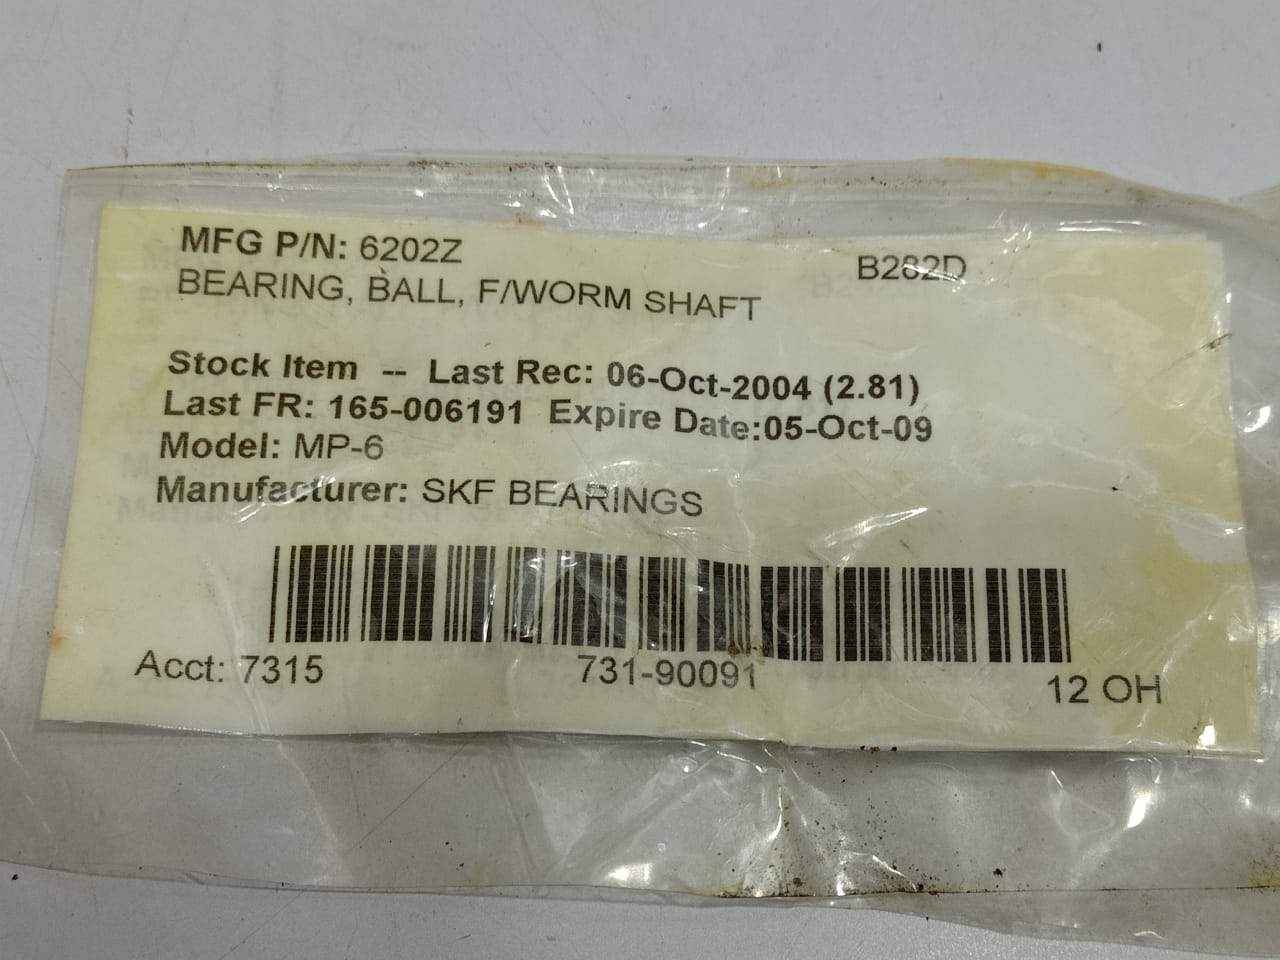 MFG P/N: 6202Z
B262D
BEARING, BALL, F/WORM SHAFT
Stock Item -- Last Rec: 06-Oct-2004 (2.81)
Last FR: 165-006191 Expire Date:05-Oct-09
Model: MP-6
Manufacturer: SKF BEARINGS
Acct: 7315
731-90091
12 OH